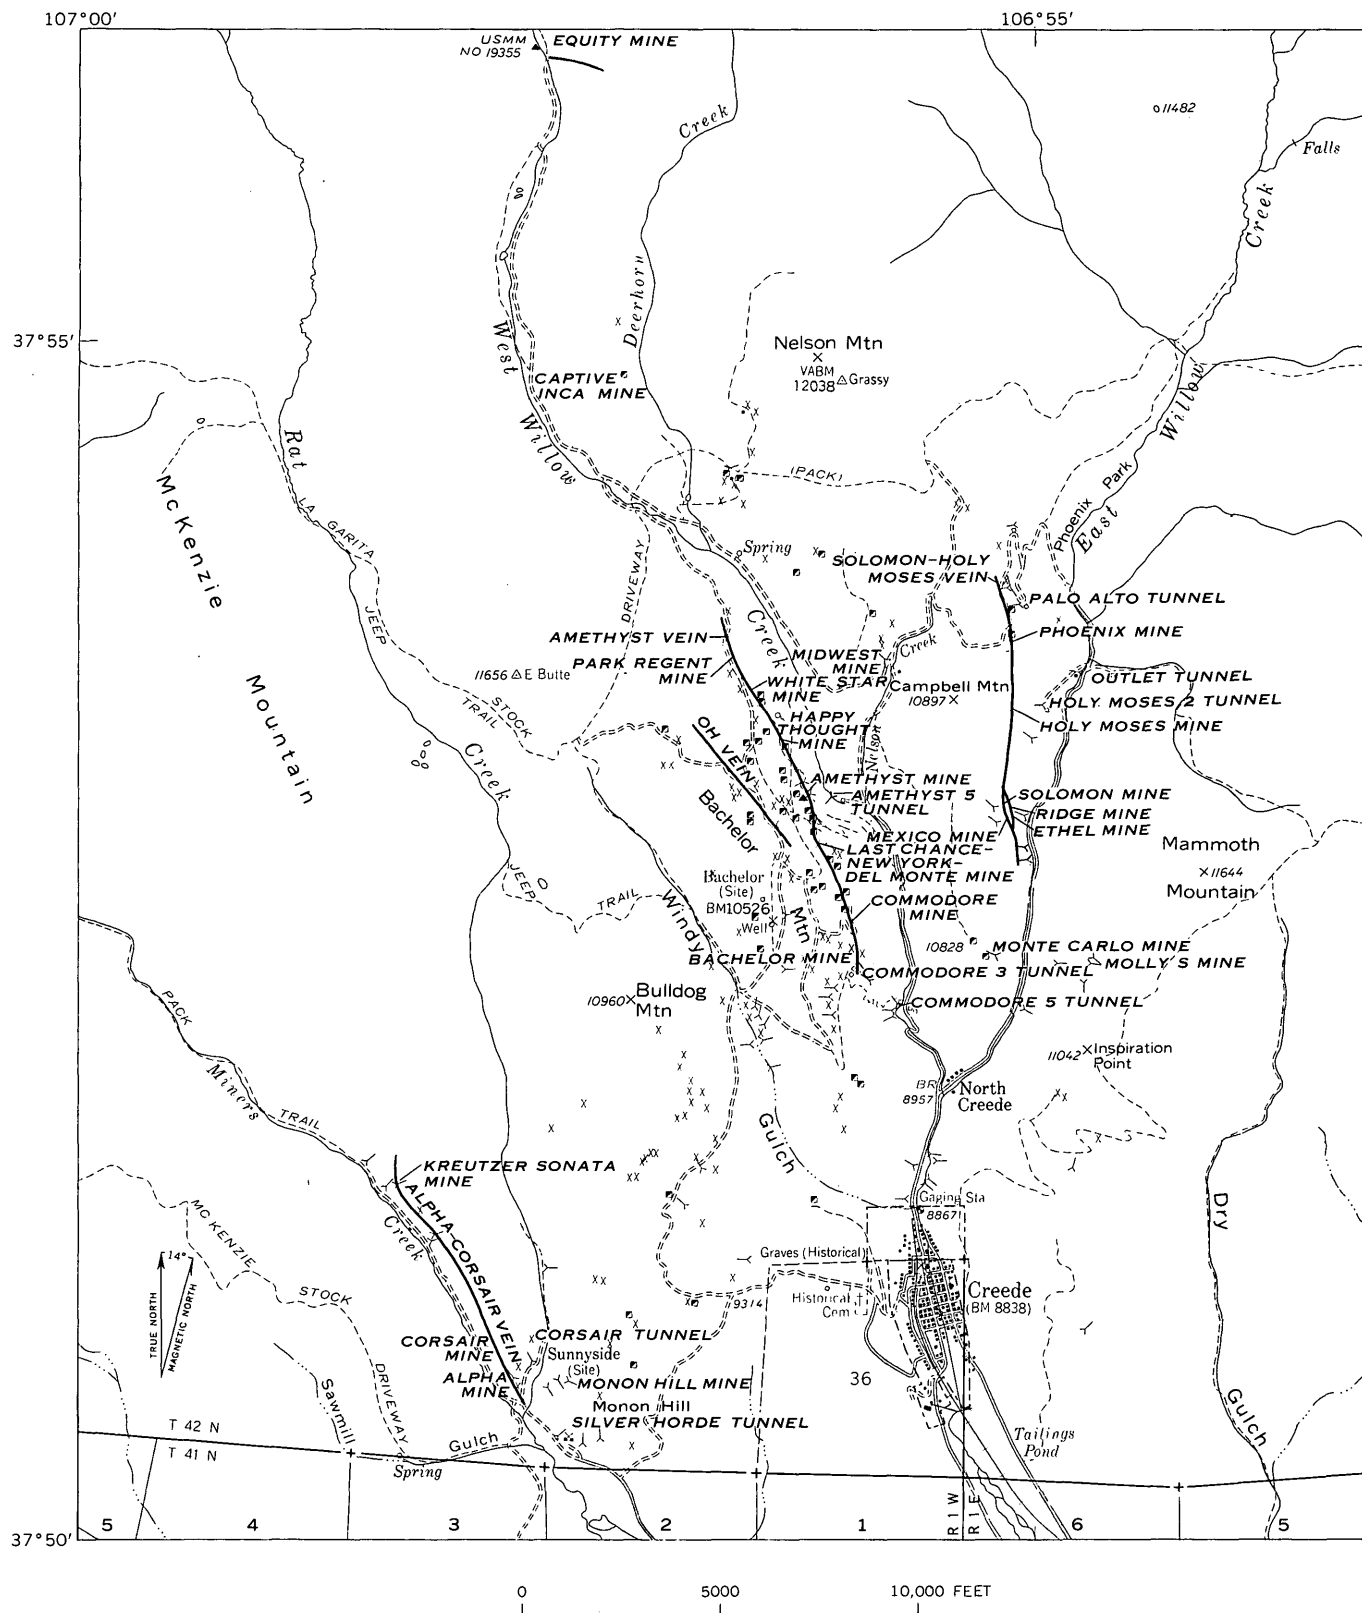 107°00'
106°55'
USMM
NO 19355
EQUITY MINE
Creek
11482
Falls
Creek
Deerhorn
37°55'
West
Nelson Mtn
VABM
12038
Grassy
CAPTIVE
INCA MINE
Willow
Willow
Rat
(PACK)
Park
Phoenix
East
McKenzie
Mountain
LA GARITA
JEEP
DRIVEWAY
Spring
SOLOMON-HOLY
MOSES VEIN
PALO ALTO TUNNEL
PHOENIX MINE
Creek
AMETHYST VEIN
PARK REGENT
MINE
MIDWEST
MINE
Creek
WHITE STAR
MINE
11656
E Butte
STOCK
TRAIL
Campbell Mtn
10897
OUTLET TUNNEL
HOLY MOSES 2 TUNNEL
HOLY MOSES MINE
HAPPY
THOUGHT
MINE
OH VEIN
Nelson
Creek
AMETHYST MINE
AMETHYST 5
TUNNEL
SOLOMON MINE
RIDGE MINE
ETHEL MINE
MEXICO MINE
Bachelor
Mtn
LAST CHANCE-
NEW YORK-
DEL MONTE MINE
Mammoth
11644
Mountain
JEEP
TRAIL
Bachelor
(Site)
BM10526
Well
COMMODORE
MINE
Windy
BACHELOR MINE
10828
MONTE CARLO MINE
MOLLY S MINE
COMMODORE 3 TUNNEL
COMMODORE 5 TUNNEL
10960
Bulldog
Mtn
PACK
Miners
TRAIL
11042
Inspiration
Point
BR
8957
North
Creede
Gulch
KREUTZER SONATA
MINE
ALPHA-CORSAIR VEIN
Creek
Gaging Sta
8867
Dry
MC KENZIE
STOCK
DRIVEWAY
14°
TRUE NORTH
MAGNETIC NORTH
Graves (Historical)
Historical
Cem
Creede
(BM 8838)
9314
CORSAIR
MINE
CORSAIR TUNNEL
Sunnyside
(Site)
ALPHA
MINE
MONON HILL MINE
Monon Hill
SILVER HORDE TUNNEL
36
Sawmill
Gulch
Spring
Tailings
Pond
Gulch
T 42 N
T 41 N
R 1 W
R 1 E
5
4
3
2
1
6
5
37°50'
0
5000
10,000 FEET